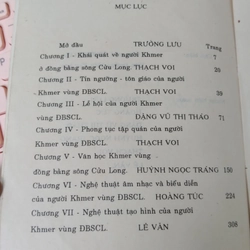 MỤC LỤC
Mở đầu TRƯỜNG LƯU Trang
Chương I - Khái quát về người Khmer
ở đồng bằng sông Cửu Long. THẠCH VOI 7
Chương II - Tín ngưỡng - tôn giáo của người
Khmer vùng ĐBSCL. THẠCH VOI 39
Chương III - Lễ hội của người Khmer
vùng ĐBSCL. ĐẶNG VŨ THỊ THẢO 71
Chương IV - Phong tục tập quán của người
Khmer vùng ĐBSCL. THẠCH VOI
Chương V - Văn học Khmer vùng
đồng bằng sông Cửu Long. HUỲNH NGỌC TRẢNG 150
Chương VI - Nghệ thuật âm nhạc và biểu diễn
của người Khmer vùng ĐBSCL. HOÀNG TÚC 224
Chương VII - Nghệ thuật tạo hình của người
Khmer vùng ĐBSCL LÊ VĂN 308